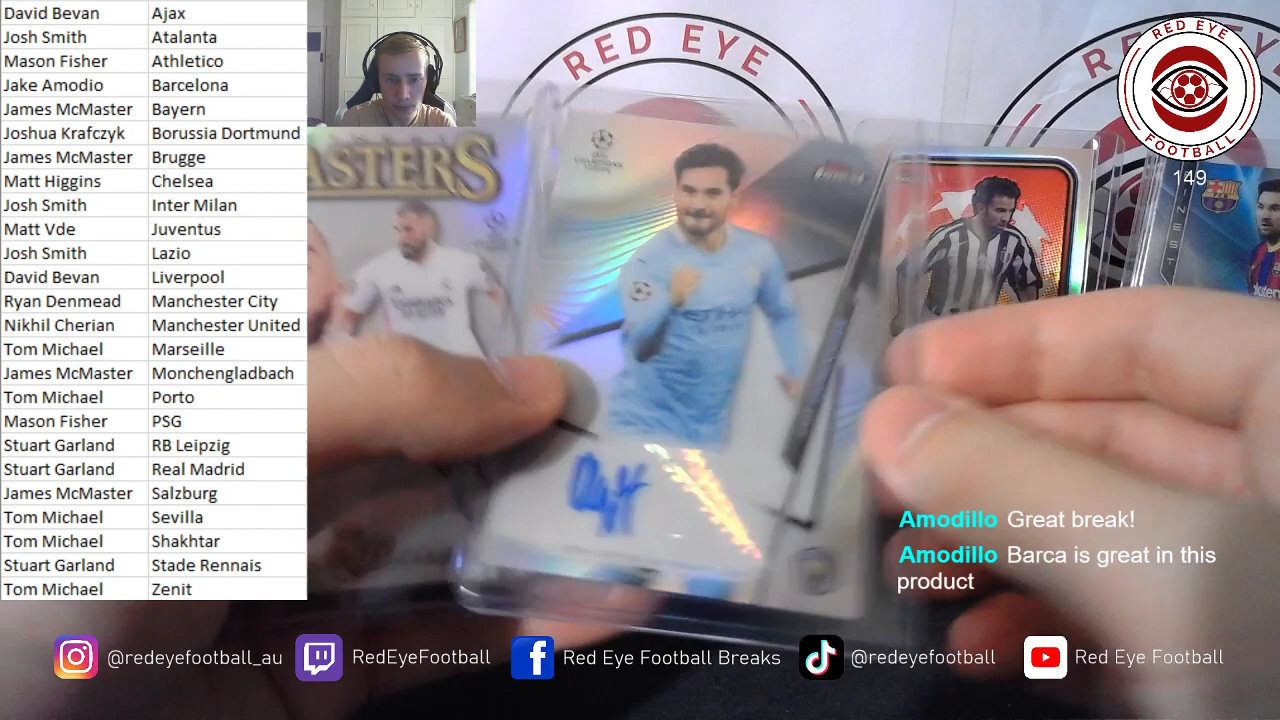 David Bevan Ajax
Josh Smith Atalanta
Mason Fisher Athletico
Jake Amodio Barcelona
James McMaster Bayern
Joshua Krafczyk Borussia Dortmund
James McMaster Brugge
Matt Higgins Chelsea
Josh Smith Inter Milan
Matt Vde Juventus
Josh Smith Lazio
David Bevan Liverpool
Ryan Denmead Manchester City
Nikhil Cherian Manchester United
Tom Michael Marseille
James McMaster Monchengladbach
Tom Michael Porto
Mason Fisher PSG
Stuart Garland RB Leipzig
Stuart Garland Real Madrid
James McMaster Salzburg
Tom Michael Sevilla
Tom Michael Shakhtar
Stuart Garland Stade Rennais
Tom Michael Zenit
RED EYE
RED EYE
FOOTBALL
149
ASTERS
ETIHAD
Amodillo Great break!
Amodillo Barca is great in this
product
@redeyefootball_au
RedEyeFootball
Red Eye Football Breaks
@redeyefootball
Red Eye Football